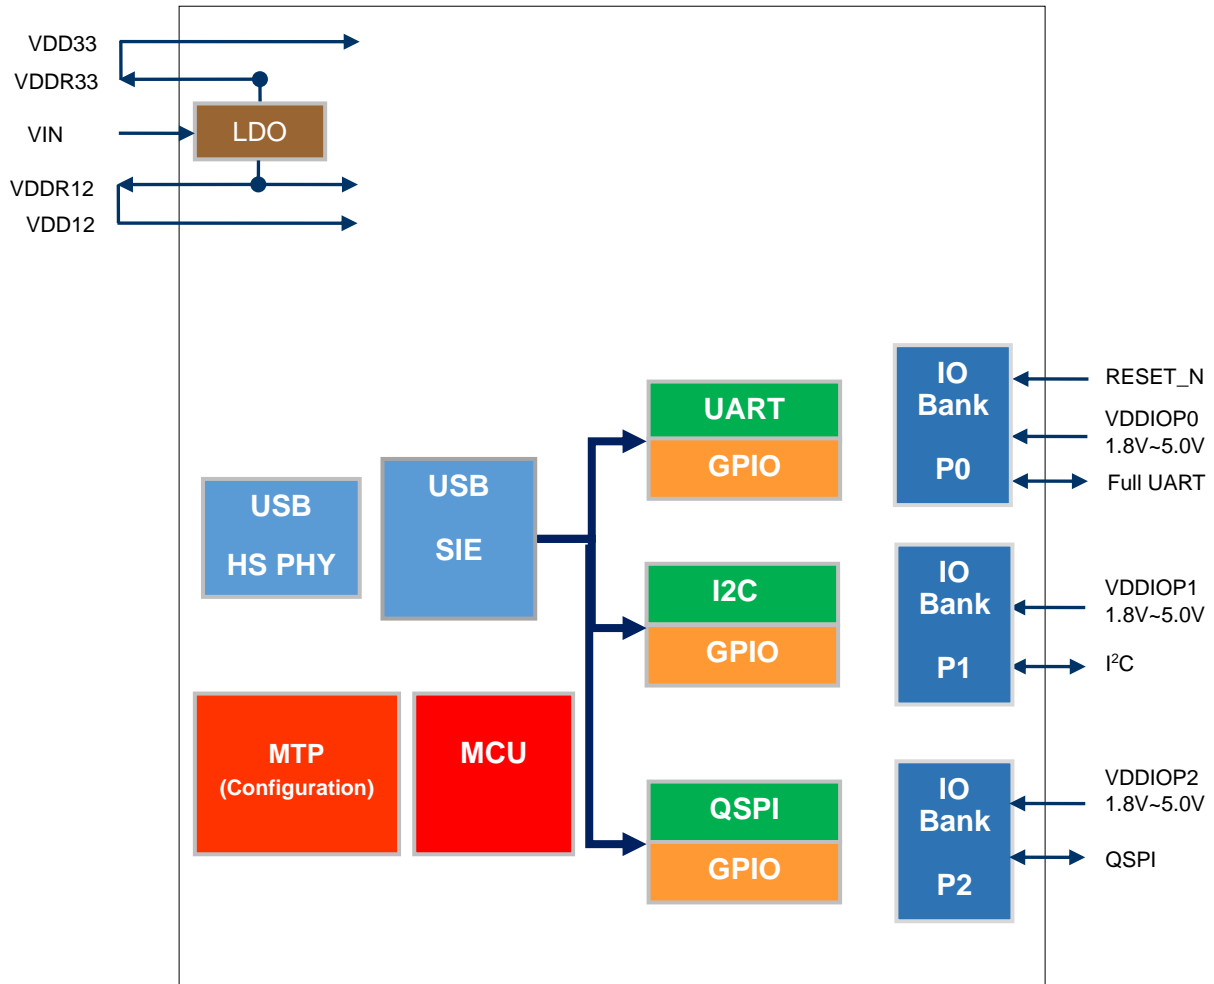 VDD33
VDDR33
VIN
LDO
VDDR12
VDD12
UART
GPIO
USB
HS PHY
USB
SIE
I2C
GPIO
MTP
(Configuration)
MCU
QSPI
GPIO
IO
Bank
P0
RESET_N
VDDIOP0
1.8V~5.0V
Full UART
IO
Bank
P1
VDDIOP1
1.8V~5.0V
I²C
IO
Bank
P2
VDDIOP2
1.8V~5.0V
QSPI